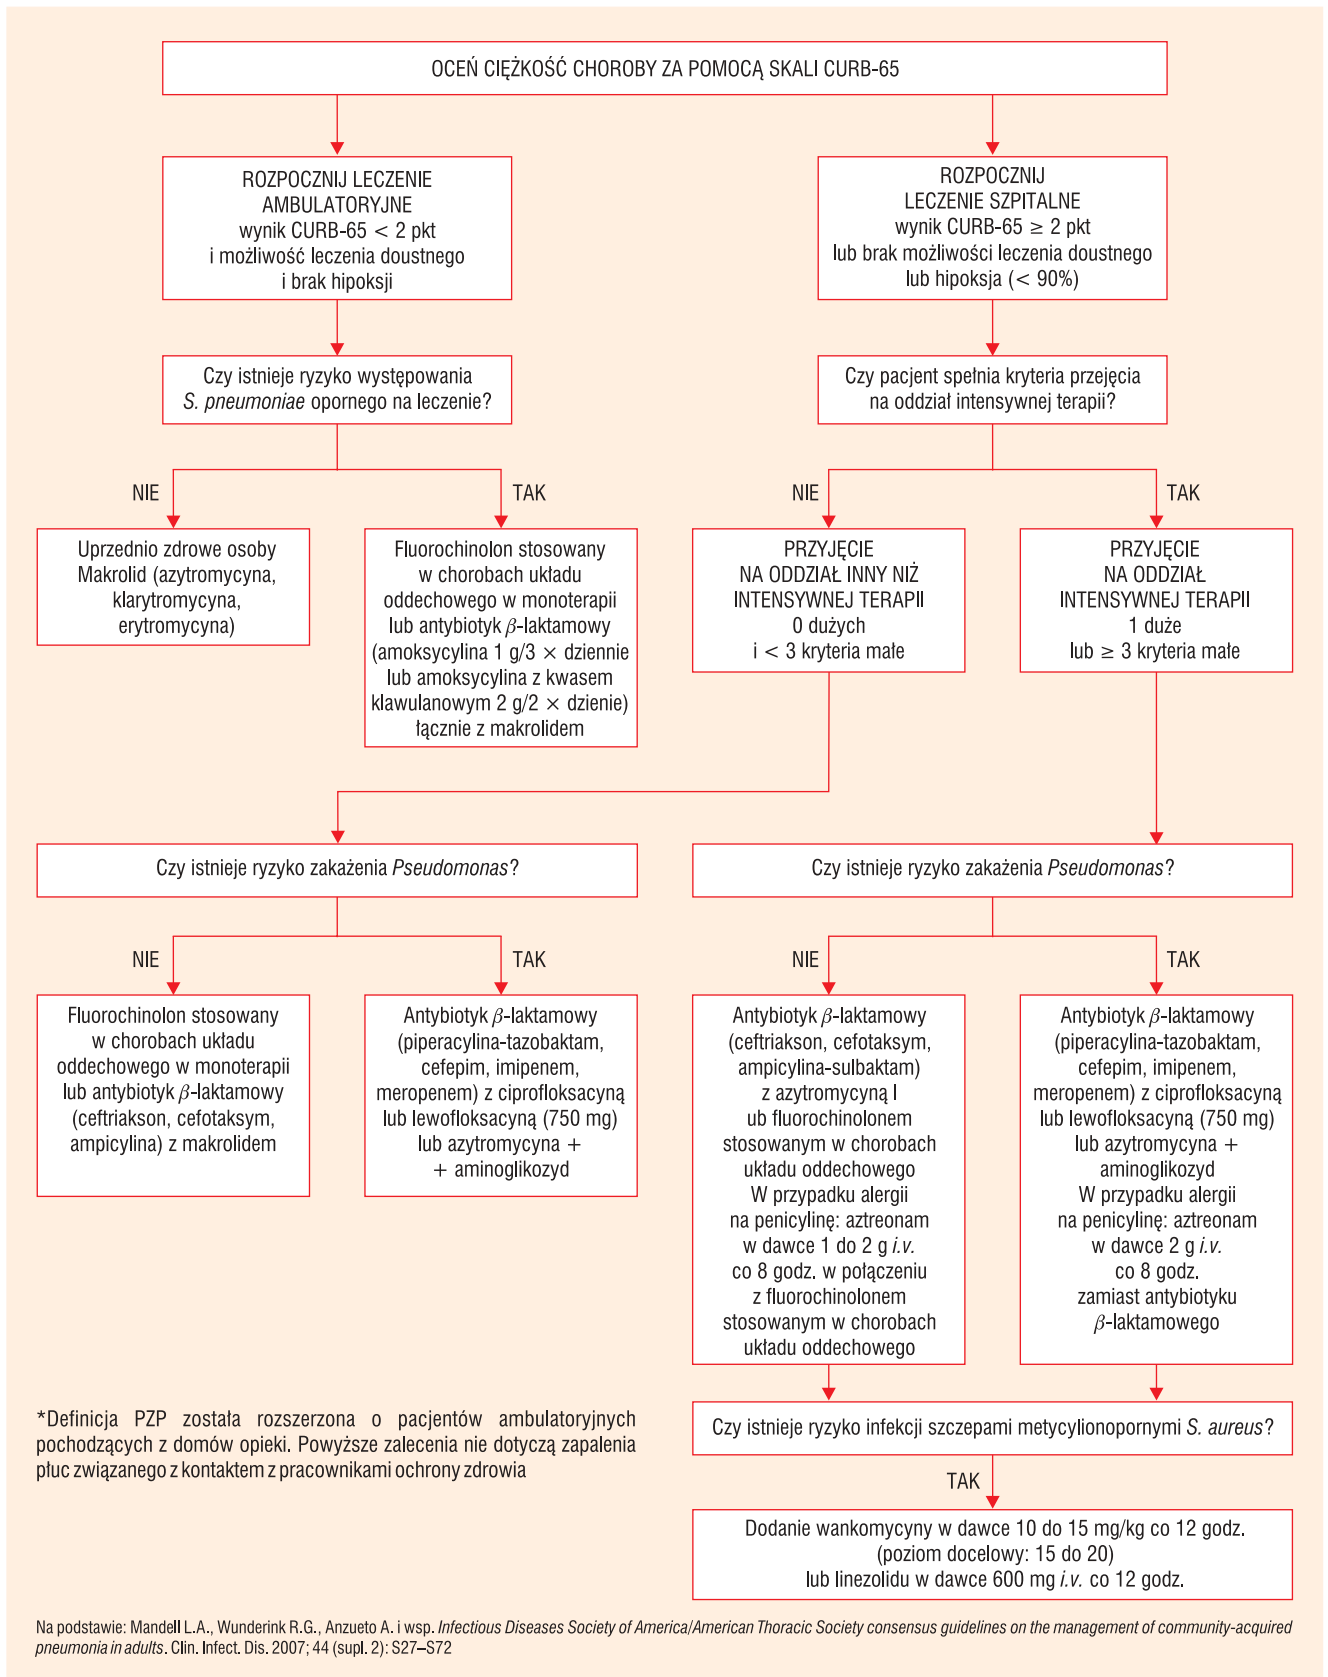 OCEŃ CIĘŻKOŚĆ CHOROBY ZA POMOCĄ SKALI CURB-65
ROZPOCZNIJ LECZENIE
AMBULATORYJNE
wynik CURB-65 < 2 pkt
i możliwość leczenia doustnego
i brak hipoksji
ROZPOCZNIJ
LECZENIE SZPITALNE
wynik CURB-65 ≥ 2 pkt
lub brak możliwości leczenia doustnego
lub hipoksja (< 90%)
Czy istnieje ryzyko występowania
S. pneumoniae opornego na leczenie?
Czy pacjent spełnia kryteria przejęcia
na oddział intensywnej terapii?
NIE
TAK
NIE
TAK
Uprzednio zdrowe osoby
Makrolid (azytromycyna,
klarytromycyna,
erytromycyna)
Fluorochinolon stosowany
w chorobach układu
oddechowego w monoterapii
lub antybiotyk β-laktamowy
(amoksycylina 1 g/3 × dziennie
lub amoksycylina z kwasem
klawulanowym 2 g/2 × dzienie)
łącznie z makrolidem
PRZYJĘCIE
NA ODDZIAŁ INNY NIŻ
INTENSYWNEJ TERAPII
0 dużych
i < 3 kryteria małe
PRZYJĘCIE
NA ODDZIAŁ
INTENSYWNEJ TERAPII
1 duże
lub ≥ 3 kryteria małe
Czy istnieje ryzyko zakażenia Pseudomonas?
Czy istnieje ryzyko zakażenia Pseudomonas?
NIE
TAK
NIE
TAK
Fluorochinolon stosowany
w chorobach układu
oddechowego w monoterapii
lub antybiotyk β-laktamowy
(ceftriakson, cefotaksym,
ampicylina) z makrolidem
Antybiotyk β-laktamowy
(piperacylina-tazobaktam,
cefepim, imipenem,
meropenem) z ciprofloksacyną
lub lewofloksacyną (750 mg)
lub azytromycyna +
+ aminoglikozyd
Antybiotyk β-laktamowy
(ceftriakson, cefotaksym,
ampicylina-sulbaktam)
z azytromycyną l
ub fluorochinolonem
stosowanym w chorobach
układu oddechowego
W przypadku alergii
na penicylinę: aztreonam
w dawce 1 do 2 g i.v.
co 8 godz. w połączeniu
z fluorochinolonem
stosowanym w chorobach
układu oddechowego
Antybiotyk β-laktamowy
(piperacylina-tazobaktam,
cefepim, imipenem,
meropenem) z ciprofloksacyną
lub lewofloksacyną (750 mg)
lub azytromycyna +
aminoglikozyd
W przypadku alergii
na penicylinę: aztreonam
w dawce 2 g i.v.
co 8 godz.
zamiast antybiotyku
β-laktamowego
*Definicja PZP została rozszerzona o pacjentów ambulatoryjnych
pochodzących z domów opieki. Powyższe zalecenia nie dotyczą zapalenia
płuc związanego z kontaktem z pracownikami ochrony zdrowia
Czy istnieje ryzyko infekcji szczepami metycylionopornymi S. aureus?
TAK
Dodanie wankomycyny w dawce 10 do 15 mg/kg co 12 godz.
(poziom docelowy: 15 do 20)
lub linezolidu w dawce 600 mg i.v. co 12 godz.
Na podstawie: Mandell L.A., Wunderink R.G., Anzueto A. i wsp. Infectious Diseases Society of America/American Thoracic Society consensus guidelines on the management of community-acquired
pneumonia in adults. Clin. Infect. Dis. 2007; 44 (supl. 2): S27–S72